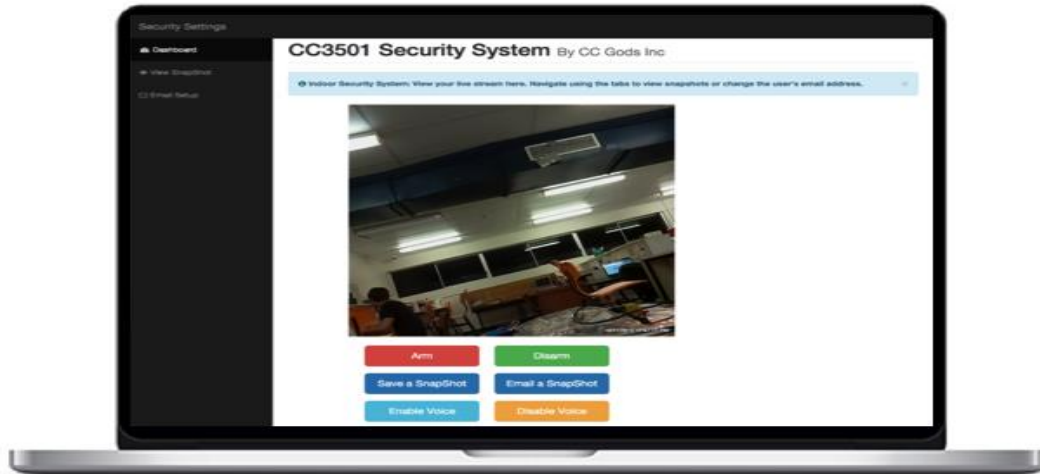 Security Settings
Dashboard
View SnapShot
Email Setup
CC3501 Security System By CC Gods Inc
Indoor Security System: View your live stream here. Navigate using the tabs to view snapshots or change the user's email address. ×
Arm Disarm
Save a SnapShot Email a SnapShot
Enable Voice Disable Voice